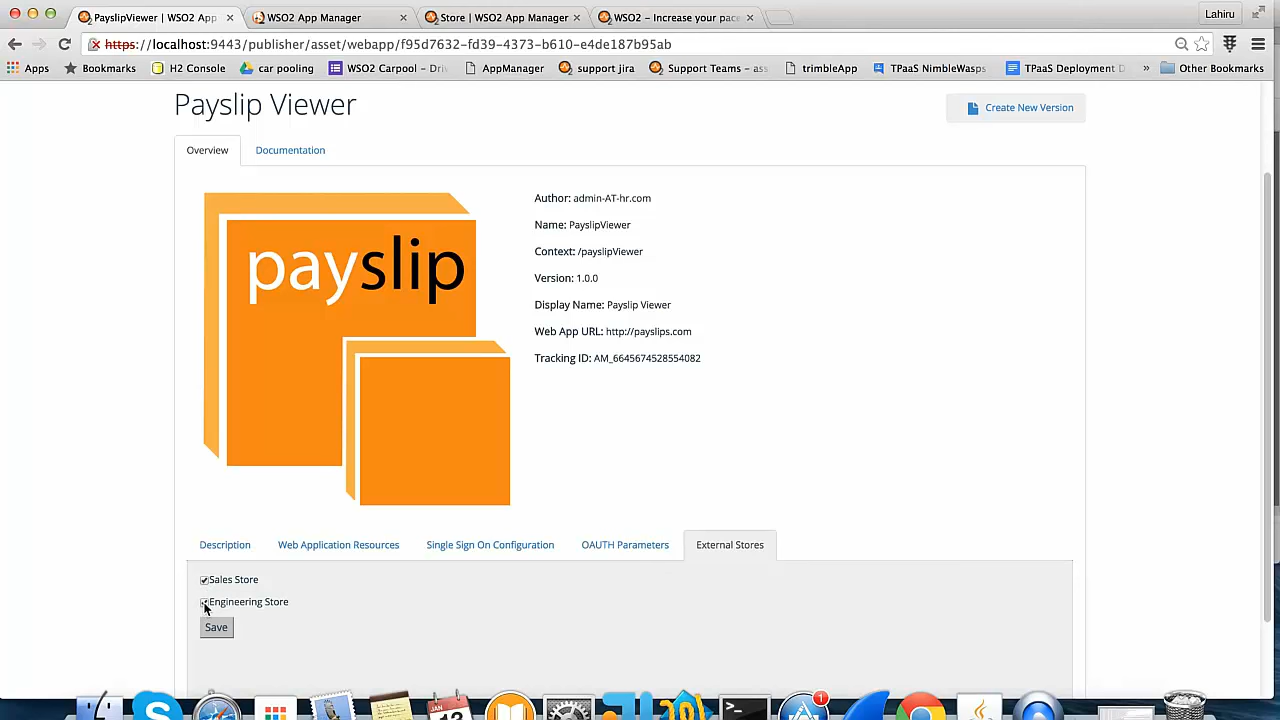 PayslipViewer | WSO2 App
WSO2 App Manager
Store | WSO2 App Manager
WSO2 – Increase your pace
Lahiru
https://localhost:9443/publisher/asset/webapp/f95d7632-fd39-4373-b610-e4de187b95ab
Apps
Bookmarks
H2 Console
car pooling
WSO2 Carpool - Dri
AppManager
support jira
Support Teams - ass
trimbleApp
TPaaS NimbleWasps
TPaaS Deployment D
»
Other Bookmarks
Payslip Viewer
Create New Version
Overview
Documentation
payslip
Author: admin-AT-hr.com
Name: PayslipViewer
Context: /payslipViewer
Version: 1.0.0
Display Name: Payslip Viewer
Web App URL: http://payslips.com
Tracking ID: AM_6645674528554082
Description
Web Application Resources
Single Sign On Configuration
OAUTH Parameters
External Stores
Sales Store
Engineering Store
Save
JAN
1